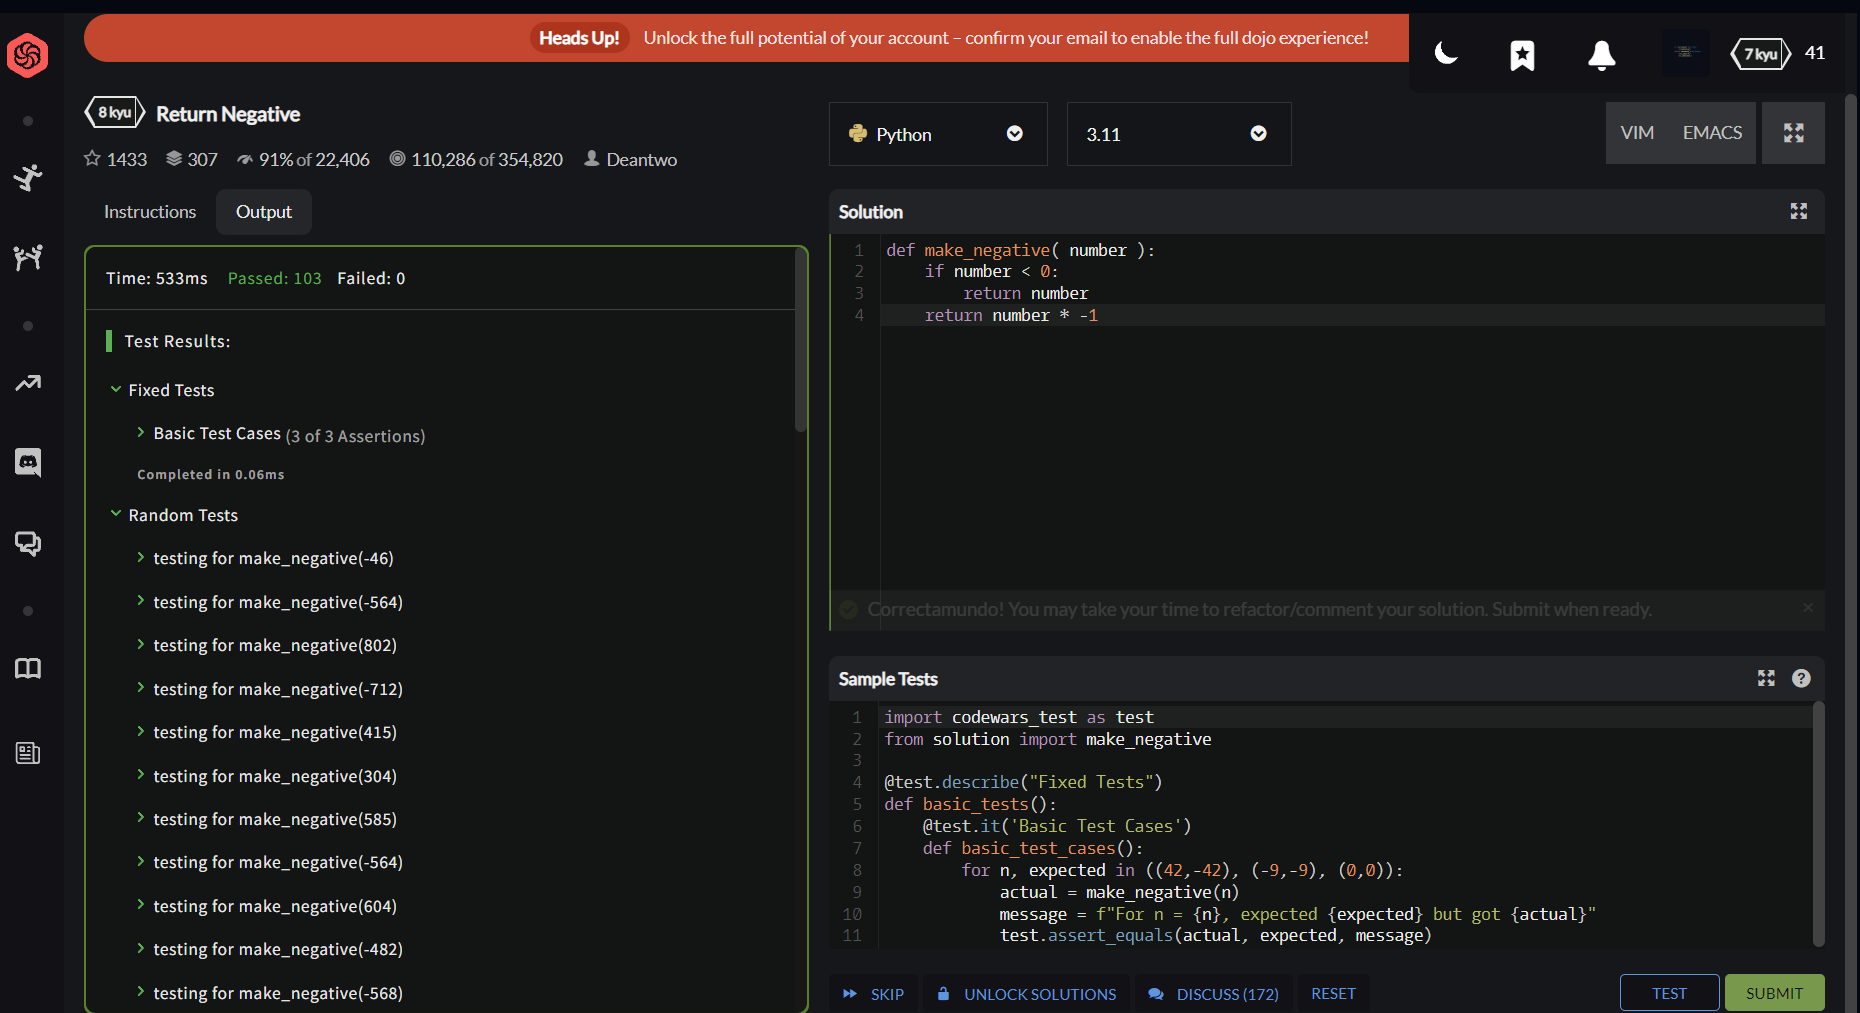 Heads Up! Unlock the full potential of your account – confirm your email to enable the full dojo experience!
7 kyu 41
8 kyu Return Negative
1433 307 91% of 22,406 110,286 of 354,820 Deantwo
Instructions Output
Time: 533ms Passed: 103 Failed: 0
Test Results:
Fixed Tests
Basic Test Cases (3 of 3 Assertions)
Completed in 0.06ms
Random Tests
testing for make_negative(-46)
testing for make_negative(-564)
testing for make_negative(802)
testing for make_negative(-712)
testing for make_negative(415)
testing for make_negative(304)
testing for make_negative(585)
testing for make_negative(-564)
testing for make_negative(604)
testing for make_negative(-482)
testing for make_negative(-568)
Python 3.11 VIM EMACS
Solution
1 def make_negative( number ):
2     if number < 0:
3         return number
4     return number * -1
Correctamundo! You may take your time to refactor/comment your solution. Submit when ready.
Sample Tests
1 import codewars_test as test
2 from solution import make_negative
3
4 @test.describe("Fixed Tests")
5 def basic_tests():
6     @test.it('Basic Test Cases')
7     def basic_test_cases():
8         for n, expected in ((42,-42), (-9,-9), (0,0)):
9             actual = make_negative(n)
10             message = f"For n = {n}, expected {expected} but got {actual}"
11             test.assert_equals(actual, expected, message)
SKIP UNLOCK SOLUTIONS DISCUSS (172) RESET TEST SUBMIT